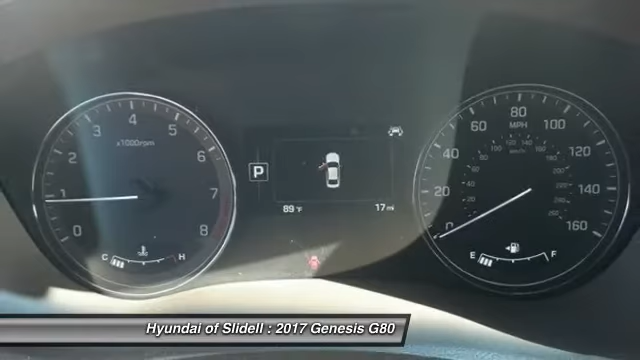 0 1 2 3 4 5 6 7 8
x1000rpm
C H
P
89 °F
17 mi
0 20 40 60 80 100 120 140 160
MPH
km/h
E F
Hyundai of Slidell : 2017 Genesis G80